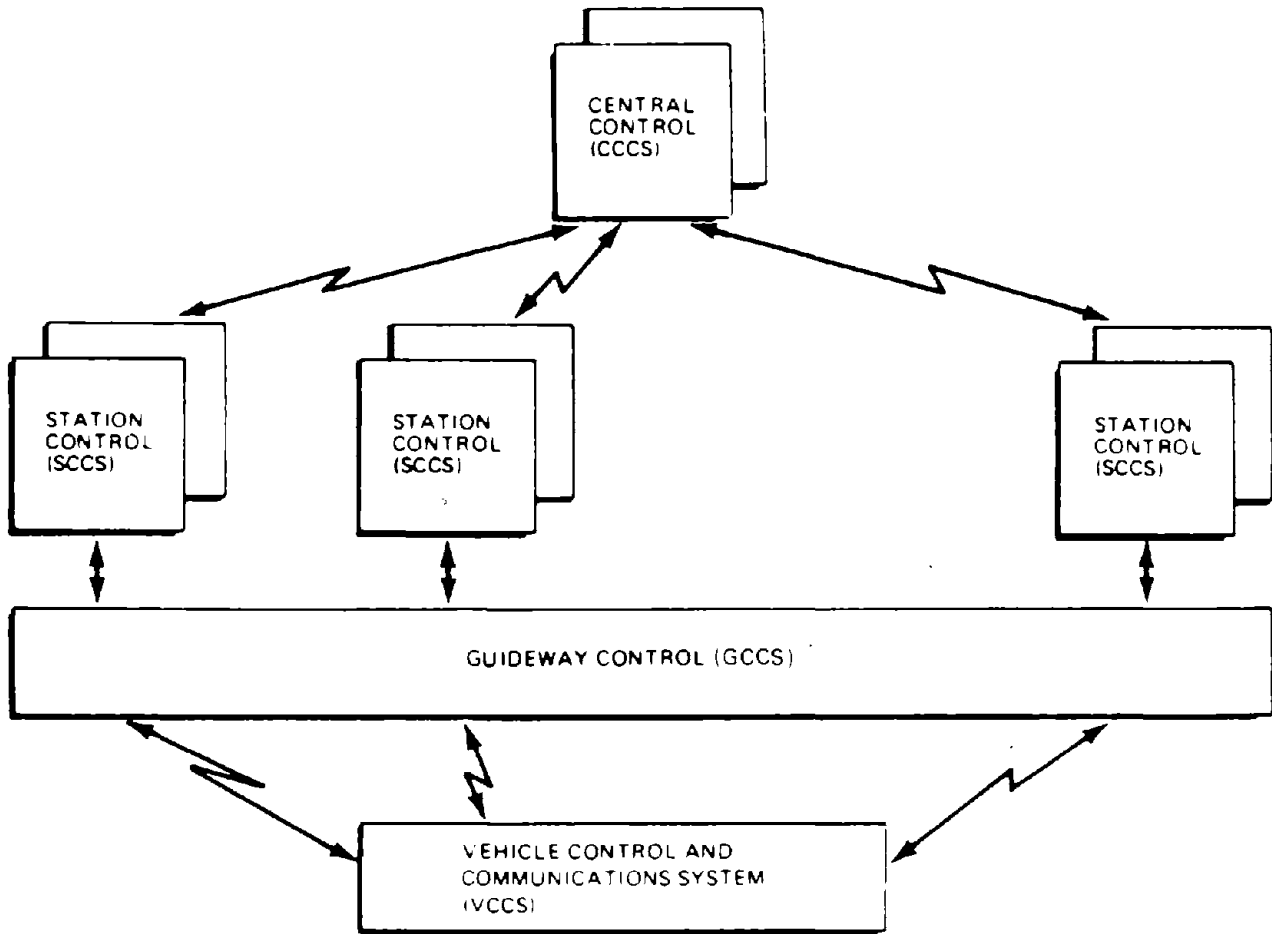 CENTRAL
CONTROL
(CCCS)
STATION
CONTROL
(SCCS)
STATION
CONTROL
(SCCS)
STATION
CONTROL
(SCCS)
GUIDEWAY CONTROL (GCCS)
VEHICLE CONTROL AND
COMMUNICATIONS SYSTEM
(VCCS)